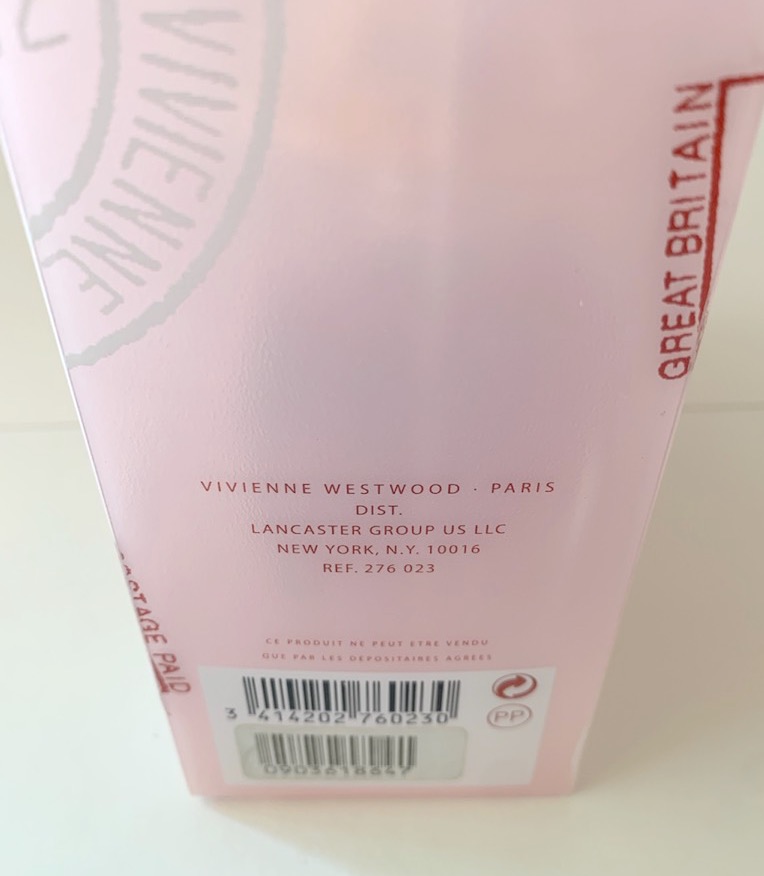 VIVIENNE
GREAT BRITAIN
VIVIENNE WESTWOOD · PARIS
DIST.
LANCASTER GROUP US LLC
NEW YORK, N.Y. 10016
REF. 276 023
POSTAGE PAID
CE PRODUIT NE PEUT ETRE VENDU
QUE PAR LES DEPOSITAIRES AGREES
3 414202 760230
PP